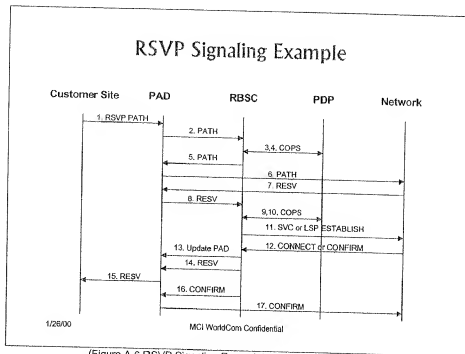 RSVP Signaling Example
Customer Site PAD RBSC PDP Network
1. RSVP PATH
2. PATH
3,4. COPS
5. PATH
6. PATH
7. RESV
8. RESV
9,10. COPS
11. SVC or LSP ESTABLISH
13. Update PAD
12. CONNECT or CONFIRM
14. RESV
15. RESV
16. CONFIRM
17. CONFIRM
1/26/00
MCI WorldCom Confidential